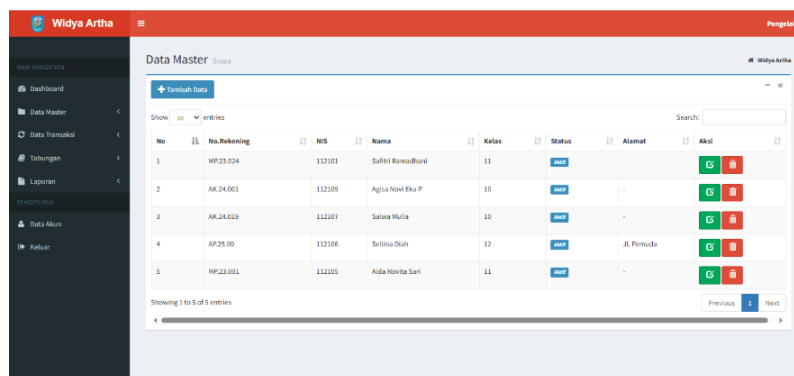 Widya Artha
Pengelol
MAIN NAVIGATION
Dashboard
Data Master
Data Transaksi
Tabungan
Laporan
PENGATURAN
Data Akun
Keluar
Data Master Siswa
Widya Artha
Tambah Data
Show 10 entries
Search:
No No.Rekening NIS Nama Kelas Status Alamat Aksi
1 MP.23.024 112101 Safitri Ramadhani 11 Aktif
2 AK.24.001 112109 Agisa Novi Eka P 10 Aktif -
3 AK.24.019 112107 Salwa Mulia 10 Aktif -
4 AP.25.00 112106 Sellina Diah 12 Aktif Jl. Pemuda
5 MP.23.001 112105 Aida Novita Sari 11 Aktif -
Showing 1 to 5 of 5 entries
Previous 1 Next